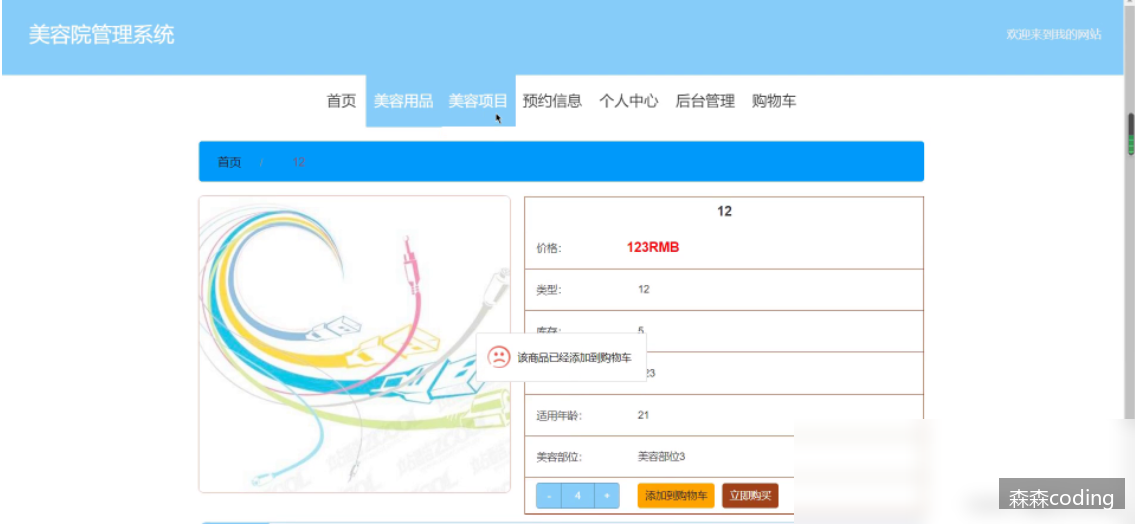 美容院管理系统
欢迎来到我的网站
首页 美容用品 美容项目 预约信息 个人中心 后台管理 购物车
首页 / 12
12
价格: 123RMB
类型: 12
库存: 5
该商品已经添加到购物车
23
适用年龄: 21
美容部位: 美容部位3
- 4 + 添加到购物车 立即购买
森森coding